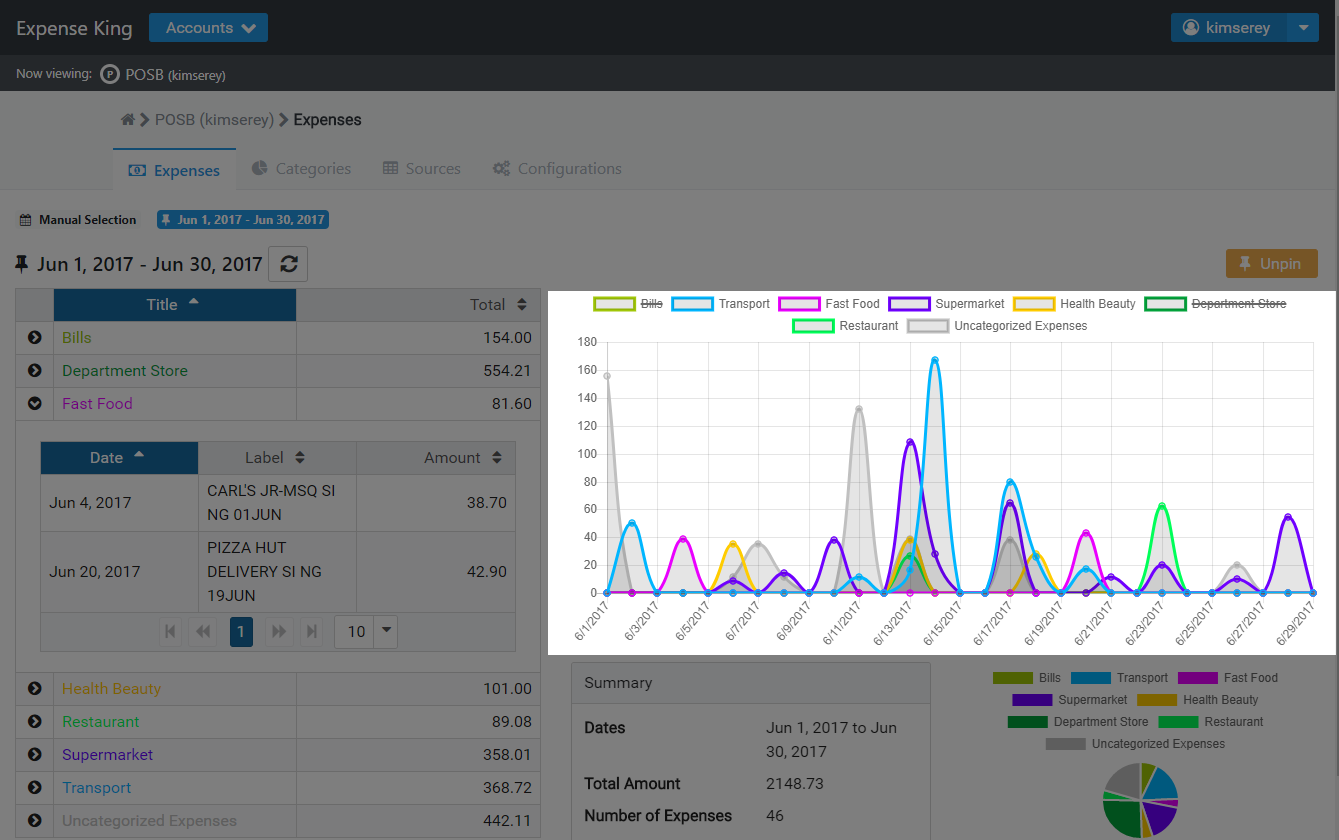 Expense King
Accounts
kimserey
Now viewing: P POSB (kimserey)
POSB (kimserey) Expenses
Expenses
Categories
Sources
Configurations
Manual Selection
Jun 1, 2017 - Jun 30, 2017
Jun 1, 2017 - Jun 30, 2017
Unpin
Title Total
Bills 154.00
Department Store 554.21
Fast Food 81.60
Date Label Amount
Jun 4, 2017
CARL'S JR-MSQ SI
NG 01JUN
38.70
Jun 20, 2017
PIZZA HUT
DELIVERY SI NG
19JUN
42.90
1
10
Health Beauty 101.00
Restaurant 89.08
Supermarket 358.01
Transport 368.72
Uncategorized Expenses 442.11
Bills Transport Fast Food Supermarket Health Beauty Department Store
Restaurant Uncategorized Expenses
180
160
140
120
100
80
60
40
20
0
6/1/2017
6/3/2017
6/5/2017
6/7/2017
6/9/2017
6/11/2017
6/13/2017
6/15/2017
6/17/2017
6/19/2017
6/21/2017
6/23/2017
6/25/2017
6/27/2017
6/29/2017
Summary
Dates
Jun 1, 2017 to Jun
30, 2017
Total Amount 2148.73
Number of Expenses 46
Bills Transport Fast Food
Supermarket Health Beauty
Department Store Restaurant
Uncategorized Expenses